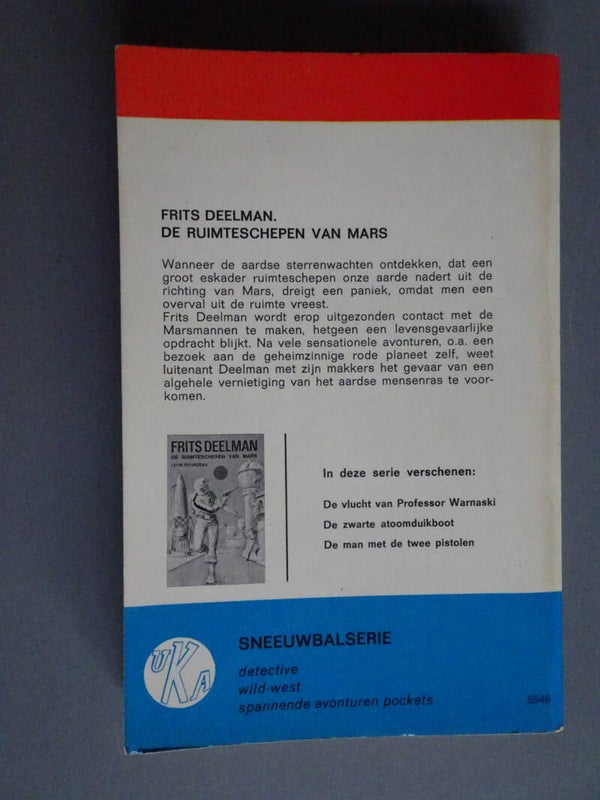 FRITS DEELMAN.
DE RUIMTESCHEPEN VAN MARS
Wanneer de aardse sterrenwachten ontdekken, dat een
groot eskader ruimteschepen onze aarde nadert uit de
richting van Mars, dreigt een paniek, omdat men een
overval uit de ruimte vreest.
Frits Deelman wordt erop uitgezonden contact met de
Marsmannen te maken, hetgeen een levensgevaarlijke
opdracht blijkt. Na vele sensationele avonturen, o.a. een
bezoek aan de geheimzinnige rode planeet zelf, weet
luitenant Deelman met zijn makkers het gevaar van een
algehele vernietiging van het aardse mensenras te voor-
komen.
FRITS DEELMAN
DE RUIMTESCHEPEN VAN MARS
In deze serie verschenen:
De vlucht van Professor Warnaski
De zwarte atoomduikboot
De man met de twee pistolen
UKA
SNEEUWBALSERIE
detective
wild-west
spannende avonturen pockets
5546